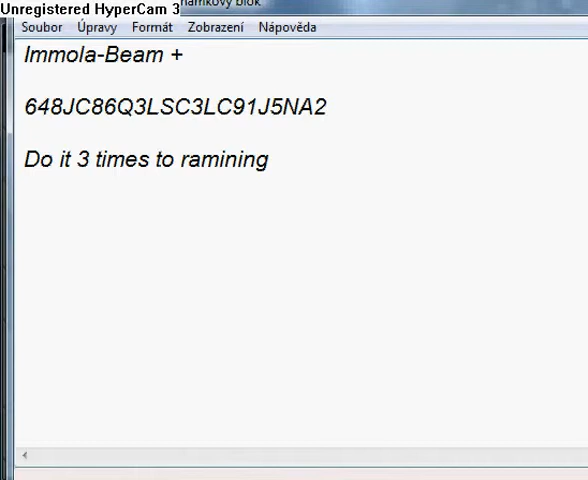 Unregistered HyperCam 3
Soubor Úpravy Formát Zobrazení Nápověda
Immola-Beam +
648JC86Q3LSC3LC91J5NA2
Do it 3 times to ramining